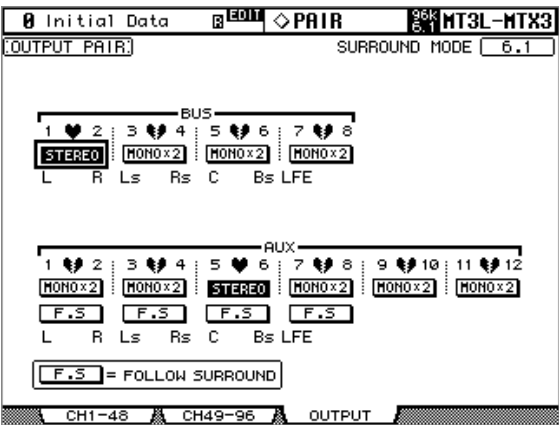 0 Initial Data R EDIT ◇PAIR 96K 6.1 MT3L-MTX3
OUTPUT PAIR SURROUND MODE 6.1
BUS
1 2 3 4 5 6 7 8
STEREO MONO×2 MONO×2 MONO×2
L R Ls Rs C Bs LFE
AUX
1 2 3 4 5 6 7 8 9 10 11 12
MONO×2 MONO×2 STEREO MONO×2 MONO×2 MONO×2
F.S F.S F.S F.S
L R Ls Rs C Bs LFE
F.S = FOLLOW SURROUND
CH1-48 CH49-96 OUTPUT